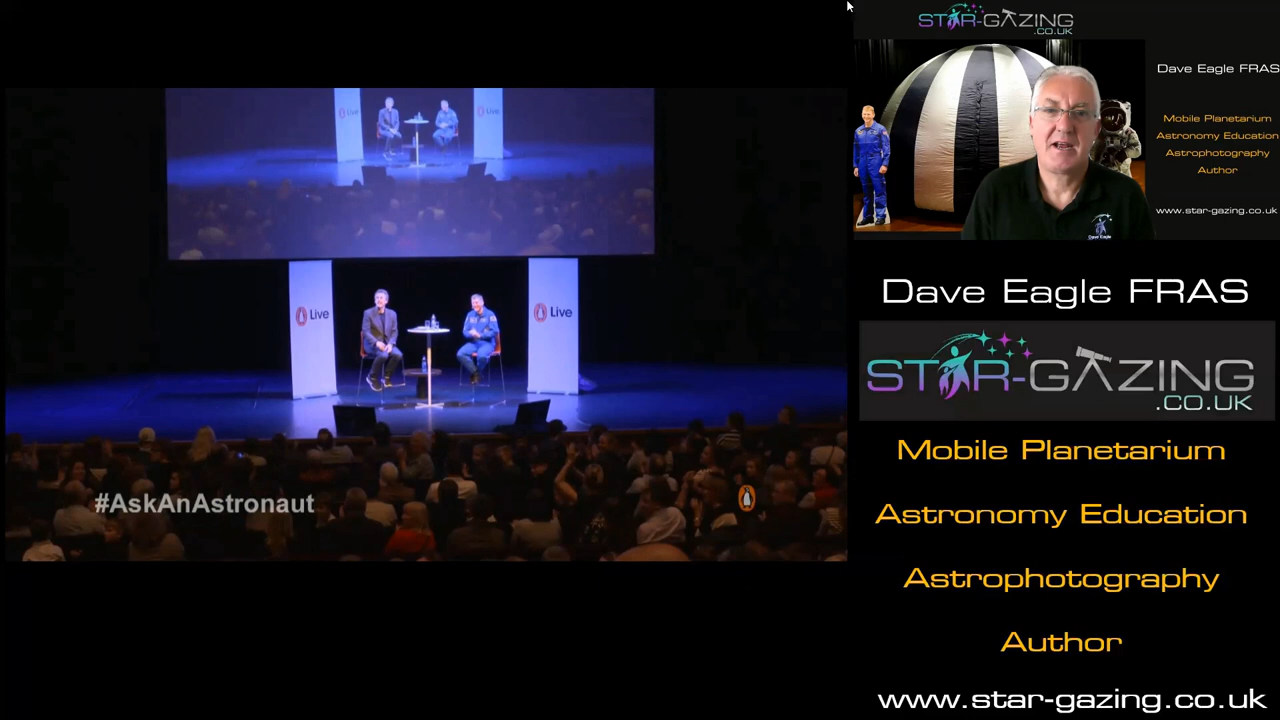 Live
Live
Live
Live
#AskAnAstronaut
STAR-GAZING
.CO.UK
Dave Eagle FRAS
Mobile Planetarium
Astronomy Education
Astrophotography
Author
www.star-gazing.co.uk
Dave Eagle
Dave Eagle FRAS
STAR-GAZING
.CO.UK
Mobile Planetarium
Astronomy Education
Astrophotography
Author
www.star-gazing.co.uk